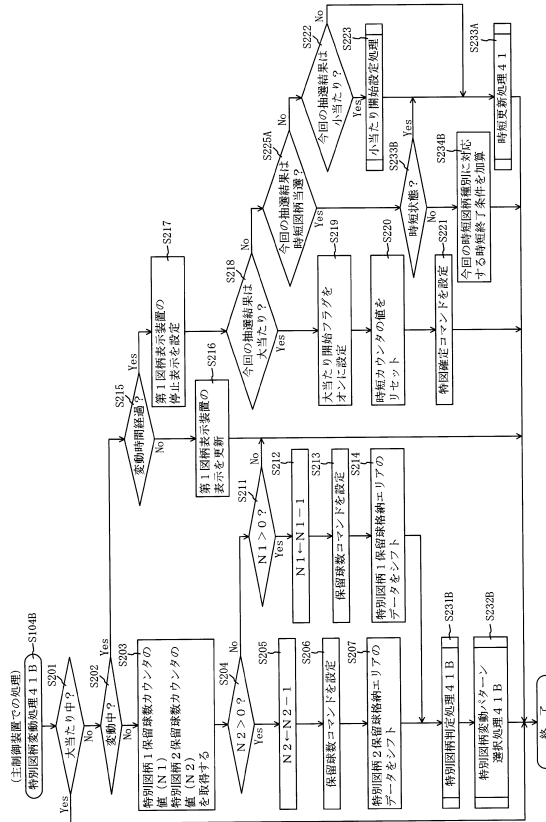 (主制御装置での処理)
特別図柄変動処理41B
S104B
S201
大当たり中?
Yes
No
S202
変動中?
Yes
No
S203
特別図柄1保留球数カウンタの
値(N1)
特別図柄2保留球数カウンタの
値(N2)
を取得する
S204
N2>0?
No
Yes
S205
N2←N2-1
S206
保留球数コマンドを設定
S207
特別図柄2保留球格納エリアの
データをシフト
S211
N1>0?
No
Yes
S212
N1←N1-1
S213
保留球数コマンドを設定
S214
特別図柄1保留球格納エリアの
データをシフト
S231B
特別図柄判定処理41B
S232B
特別図柄変動パターン
選択処理41B
S215
変動時間経過?
Yes
No
S216
第1図柄表示装置の
表示を更新
S217
第1図柄表示装置の
停止表示を設定
S218
今回の抽選結果は
大当たり?
No
Yes
S219
大当たり開始フラグを
オンに設定
S220
時短カウンタの値を
リセット
S221
特図確定コマンドを設定
S225A
今回の抽選結果は
時短図柄当選?
No
Yes
S222
今回の抽選結果は
小当たり?
No
Yes
S223
小当たり開始設定処理
S233B
時短状態?
Yes
No
S234B
今回の時短図柄種別に対応
する時短終了条件を加算
S233A
時短更新処理41
終了